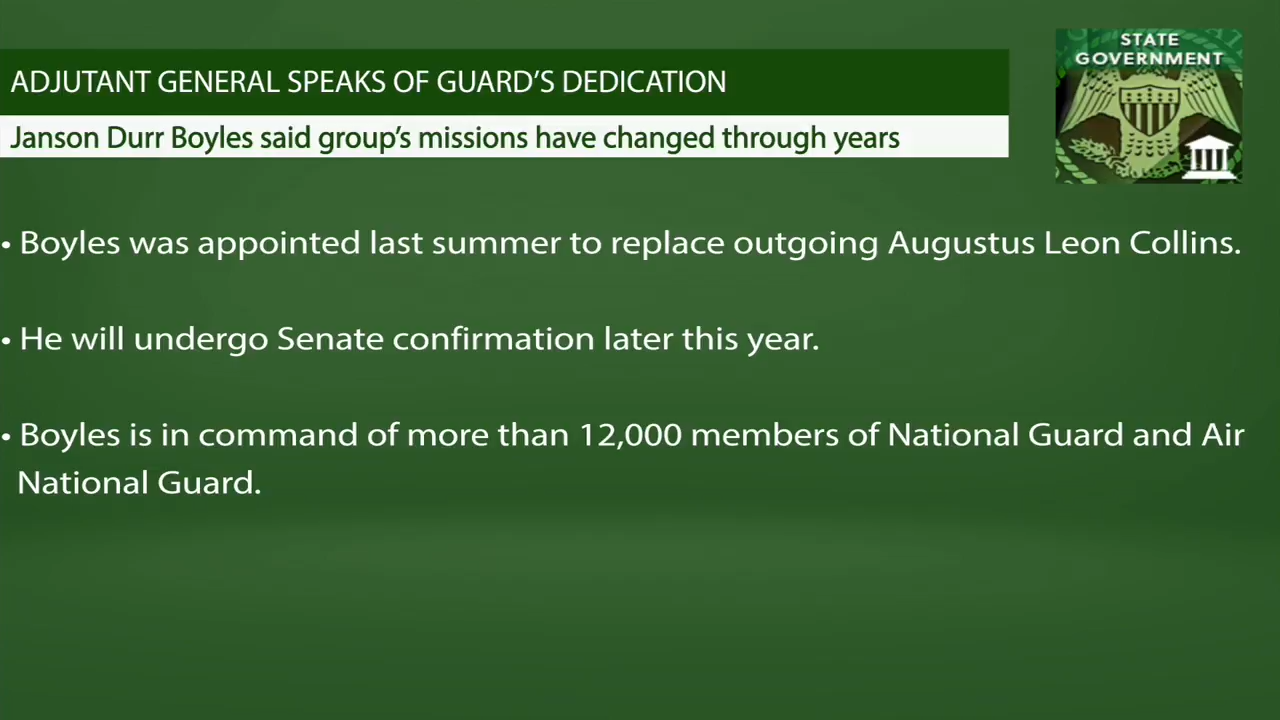 STATE
GOVERNMENT
ADJUTANT GENERAL SPEAKS OF GUARD’S DEDICATION
Janson Durr Boyles said group’s missions have changed through years
• Boyles was appointed last summer to replace outgoing Augustus Leon Collins.
• He will undergo Senate confirmation later this year.
• Boyles is in command of more than 12,000 members of National Guard and Air
National Guard.